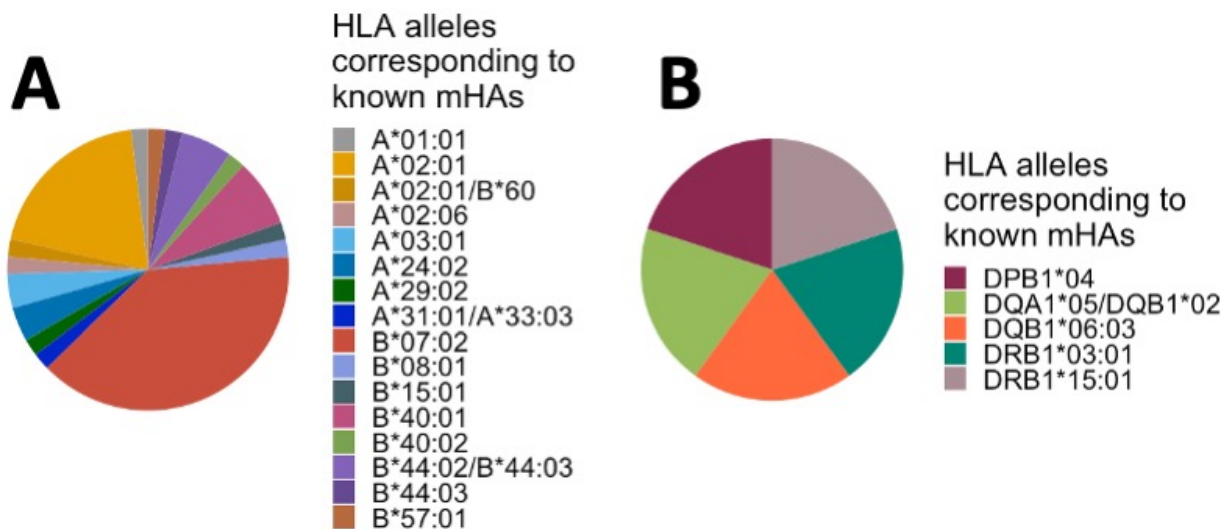 A
HLA alleles
corresponding to
known mHAs
A*01:01
A*02:01
A*02:01/B*60
A*02:06
A*03:01
A*24:02
A*29:02
A*31:01/A*33:03
B*07:02
B*08:01
B*15:01
B*40:01
B*40:02
B*44:02/B*44:03
B*44:03
B*57:01
B
HLA alleles
corresponding to
known mHAs
DPB1*04
DQA1*05/DQB1*02
DQB1*06:03
DRB1*03:01
DRB1*15:01